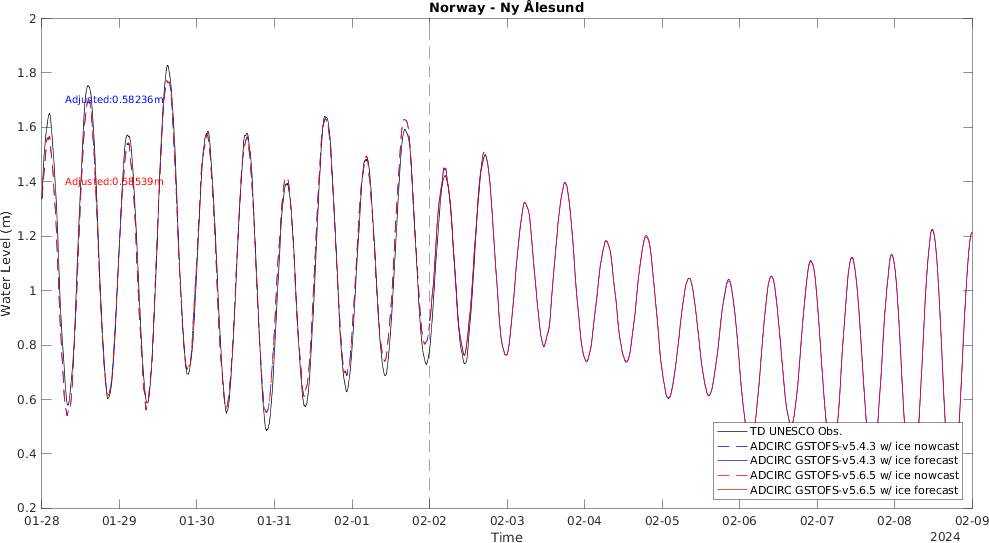 Norway - Ny Ålesund
2
1.8
1.6
1.4
1.2
1
0.8
0.6
0.4
0.2
Water Level (m)
Adjusted:0.58236m
Adjusted:0.58539m
TD UNESCO Obs.
ADCIRC GSTOFS-v5.4.3 w/ ice nowcast
ADCIRC GSTOFS-v5.4.3 w/ ice forecast
ADCIRC GSTOFS-v5.6.5 w/ ice nowcast
ADCIRC GSTOFS-v5.6.5 w/ ice forecast
01-28 01-29 01-30 01-31 02-01 02-02 02-03 02-04 02-05 02-06 02-07 02-08 02-09
Time
2024